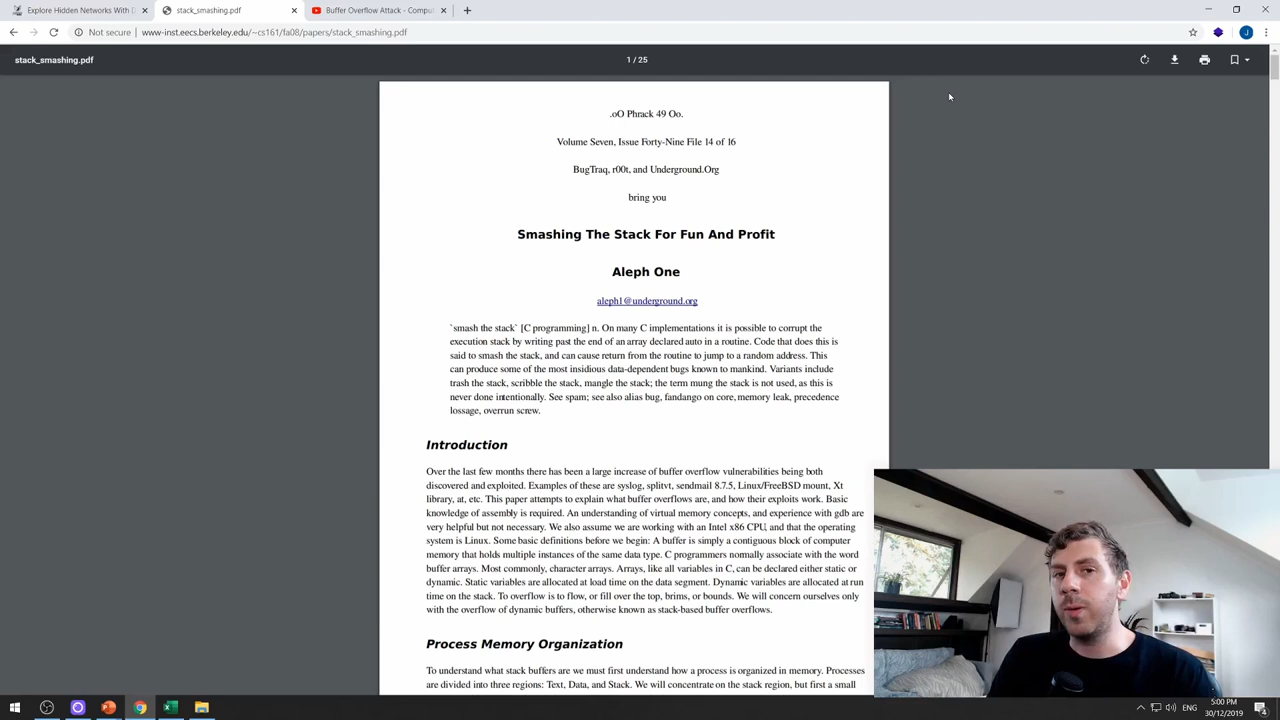 Explore Hidden Networks With D
stack_smashing.pdf
Buffer Overflow Attack - Comput
Not secure
www-inst.eecs.berkeley.edu/~cs161/fa08/papers/stack_smashing.pdf
J
stack_smashing.pdf
1 / 25
.oO Phrack 49 Oo.
Volume Seven, Issue Forty-Nine File 14 of 16
BugTraq, r00t, and Underground.Org
bring you
Smashing The Stack For Fun And Profit
Aleph One
aleph1@underground.org
`smash the stack` [C programming] n. On many C implementations it is possible to corrupt the
execution stack by writing past the end of an array declared auto in a routine. Code that does this is
said to smash the stack, and can cause return from the routine to jump to a random address. This
can produce some of the most insidious data-dependent bugs known to mankind. Variants include
trash the stack, scribble the stack, mangle the stack; the term mung the stack is not used, as this is
never done intentionally. See spam; see also alias bug, fandango on core, memory leak, precedence
lossage, overrun screw.
Introduction
Over the last few months there has been a large increase of buffer overflow vulnerabilities being both
discovered and exploited. Examples of these are syslog, splitvt, sendmail 8.7.5, Linux/FreeBSD mount, Xt
library, at, etc. This paper attempts to explain what buffer overflows are, and how their exploits work. Basic
knowledge of assembly is required. An understanding of virtual memory concepts, and experience with gdb are
very helpful but not necessary. We also assume we are working with an Intel x86 CPU, and that the operating
system is Linux. Some basic definitions before we begin: A buffer is simply a contiguous block of computer
memory that holds multiple instances of the same data type. C programmers normally associate with the word
buffer arrays. Most commonly, character arrays. Arrays, like all variables in C, can be declared either static or
dynamic. Static variables are allocated at load time on the data segment. Dynamic variables are allocated at run
time on the stack. To overflow is to flow, or fill over the top, brims, or bounds. We will concern ourselves only
with the overflow of dynamic buffers, otherwise known as stack-based buffer overflows.
Process Memory Organization
To understand what stack buffers are we must first understand how a process is organized in memory. Processes
are divided into three regions: Text, Data, and Stack. We will concentrate on the stack region, but first a small
ENG
5:00 PM
30/12/2019
4